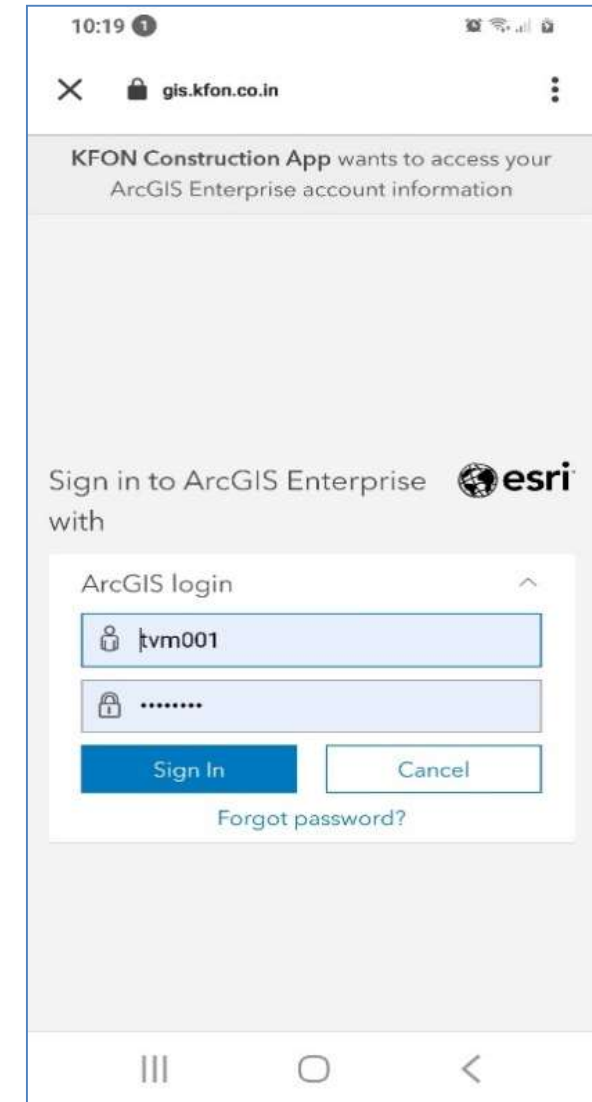 10:19 1
gis.kfon.co.in
KFON Construction App wants to access your
ArcGIS Enterprise account information
Sign in to ArcGIS Enterprise esri
with
ArcGIS login
tvm001
••••••••
Sign In Cancel
Forgot password?